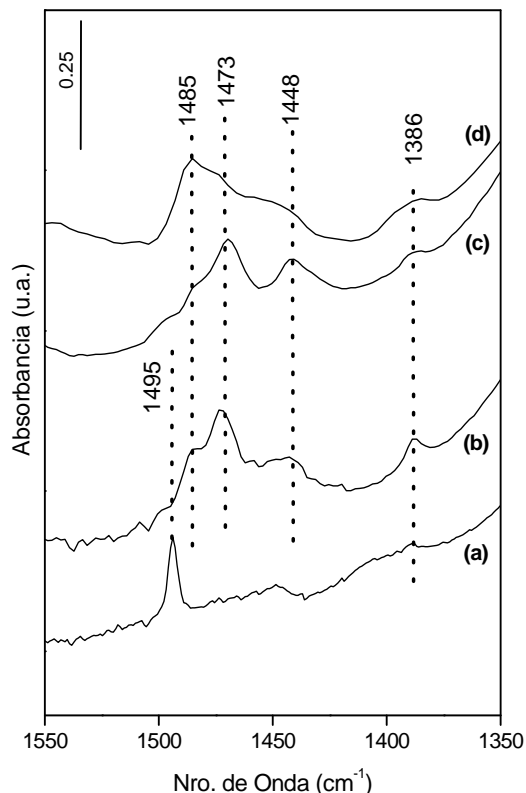 0.25
1485
1473
1448
1386
(d)
(c)
1495
(b)
(a)
Absorbancia (u.a.)
1550
1500
1450
1400
1350
Nro. de Onda (cm⁻¹)